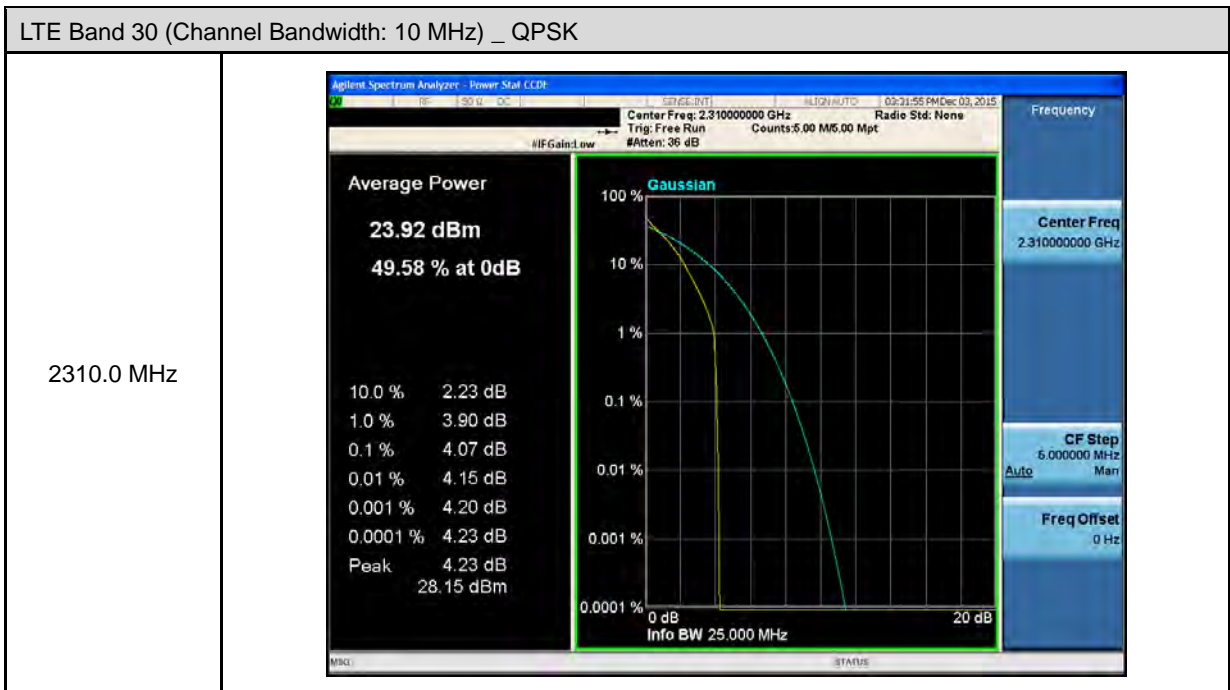 LTE Band 30 (Channel Bandwidth: 10 MHz) _ QPSK
2310.0 MHz
Agilent Spectrum Analyzer - Power Stat CCDF
RF 50 Ω DC SENSE:INT ALIGN AUTO 03:31:55 PM Dec 03, 2015
Center Freq: 2.310000000 GHz Radio Std: None
Trig: Free Run Counts:5.00 M/5.00 Mpt
#IFGain:Low #Atten: 36 dB
Average Power
23.92 dBm
49.58 % at 0dB
10.0 % 2.23 dB
1.0 % 3.90 dB
0.1 % 4.07 dB
0.01 % 4.15 dB
0.001 % 4.20 dB
0.0001 % 4.23 dB
Peak 4.23 dB
28.15 dBm
Gaussian
100 %
10 %
1 %
0.1 %
0.01 %
0.001 %
0.0001 %
0 dB 20 dB
Info BW 25.000 MHz
Frequency
Center Freq
2.310000000 GHz
CF Step
5.000000 MHz
Auto Man
Freq Offset
0 Hz
MSG STATUS